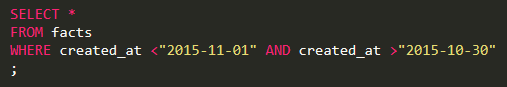 SELECT *
FROM facts
WHERE created_at <"2015-11-01" AND created_at >"2015-10-30"
;